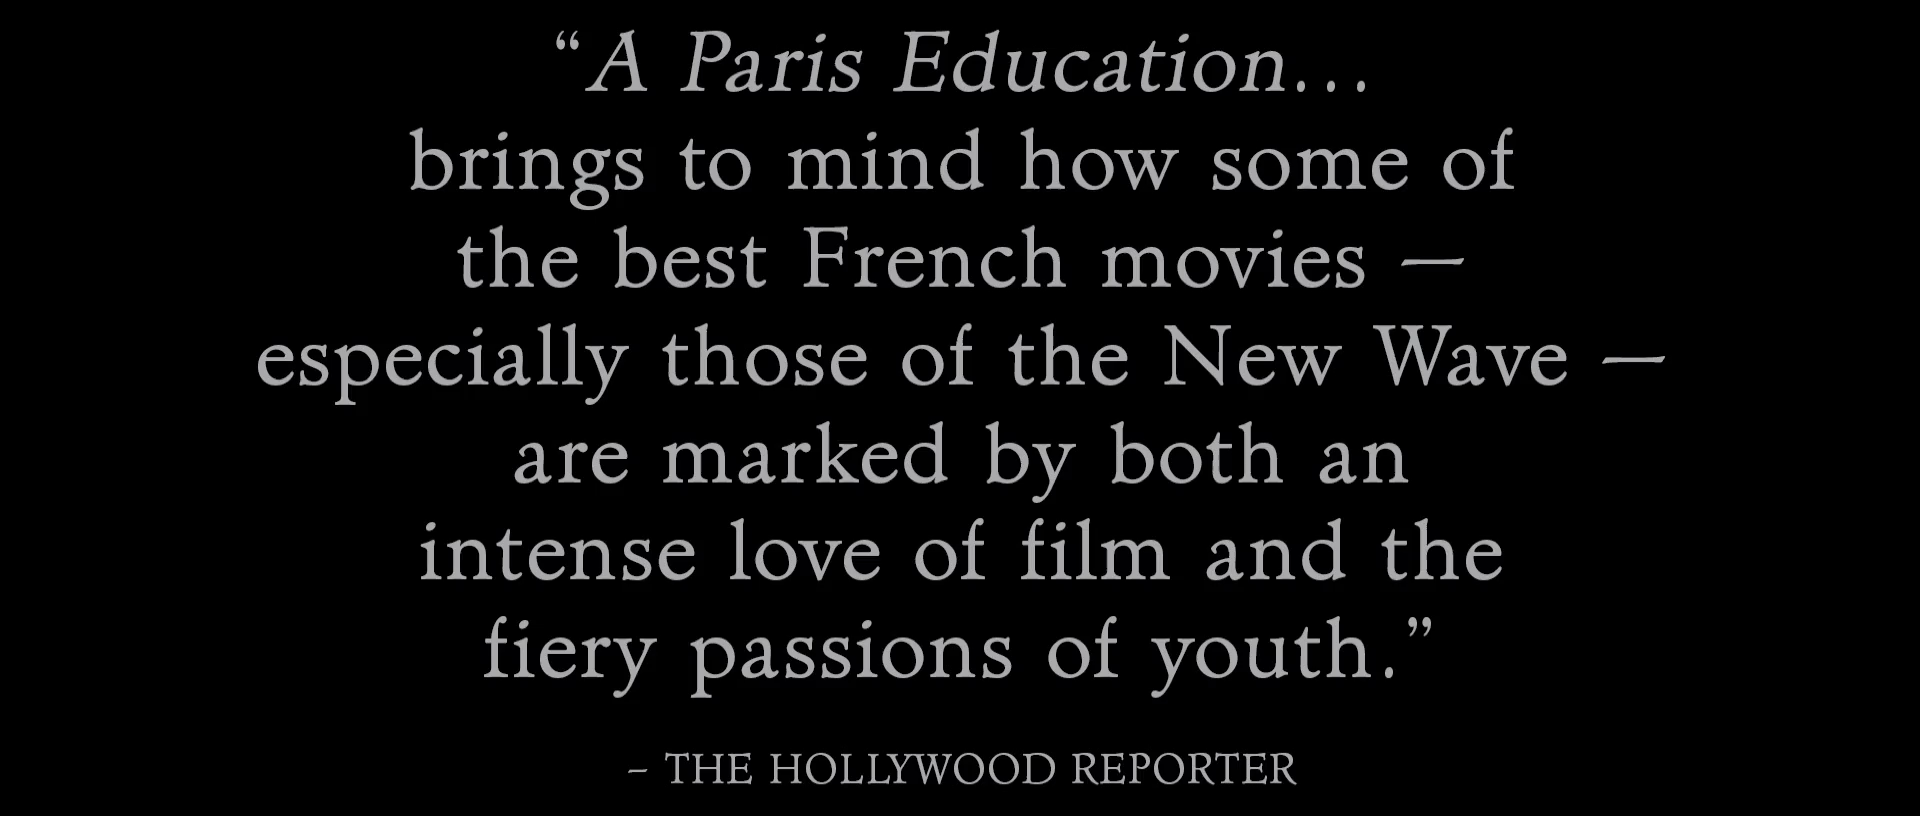 “A Paris Education…
brings to mind how some of
the best French movies —
especially those of the New Wave —
are marked by both an
intense love of film and the
fiery passions of youth.”
– THE HOLLYWOOD REPORTER